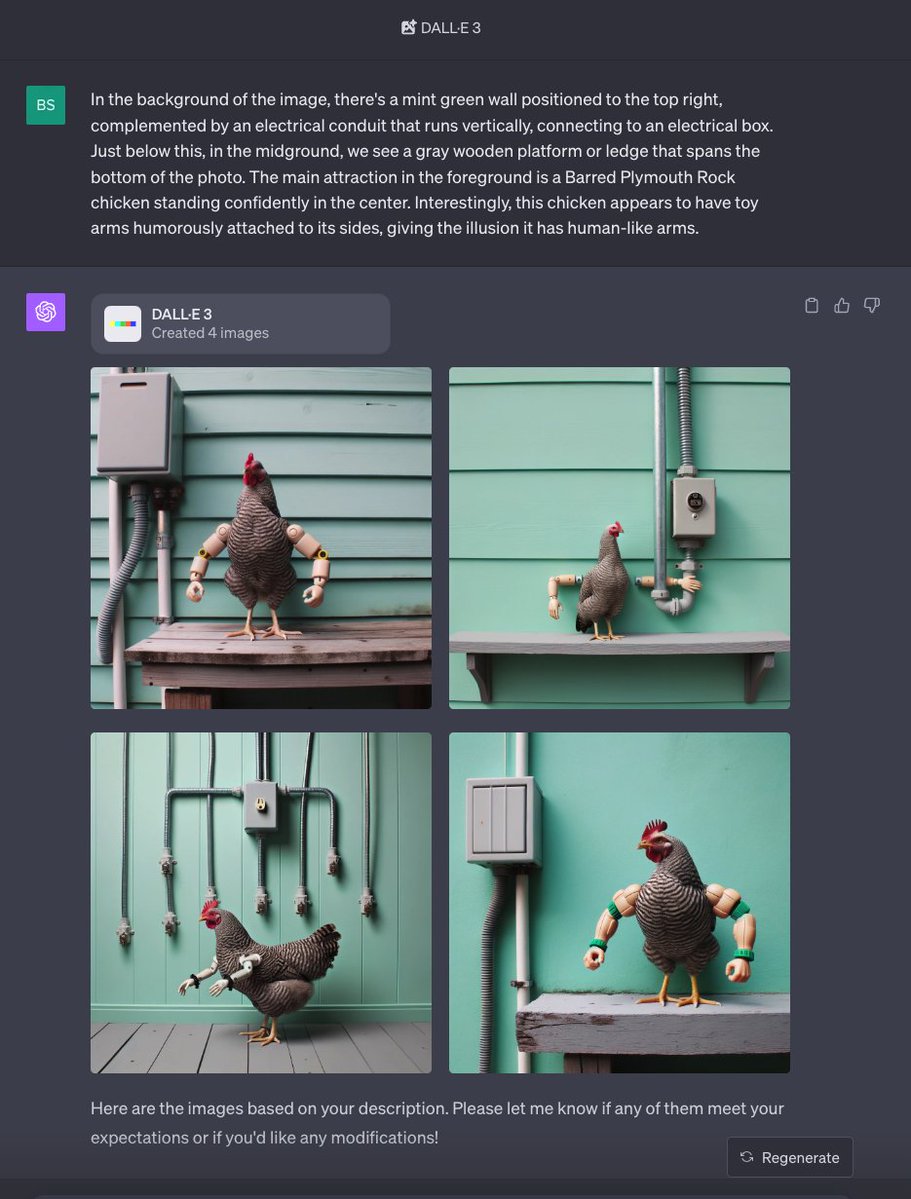 DALL·E 3
BS
In the background of the image, there's a mint green wall positioned to the top right,
complemented by an electrical conduit that runs vertically, connecting to an electrical box.
Just below this, in the midground, we see a gray wooden platform or ledge that spans the
bottom of the photo. The main attraction in the foreground is a Barred Plymouth Rock
chicken standing confidently in the center. Interestingly, this chicken appears to have toy
arms humorously attached to its sides, giving the illusion it has human-like arms.
DALL·E 3
Created 4 images
Here are the images based on your description. Please let me know if any of them meet your
expectations or if you'd like any modifications!
Regenerate